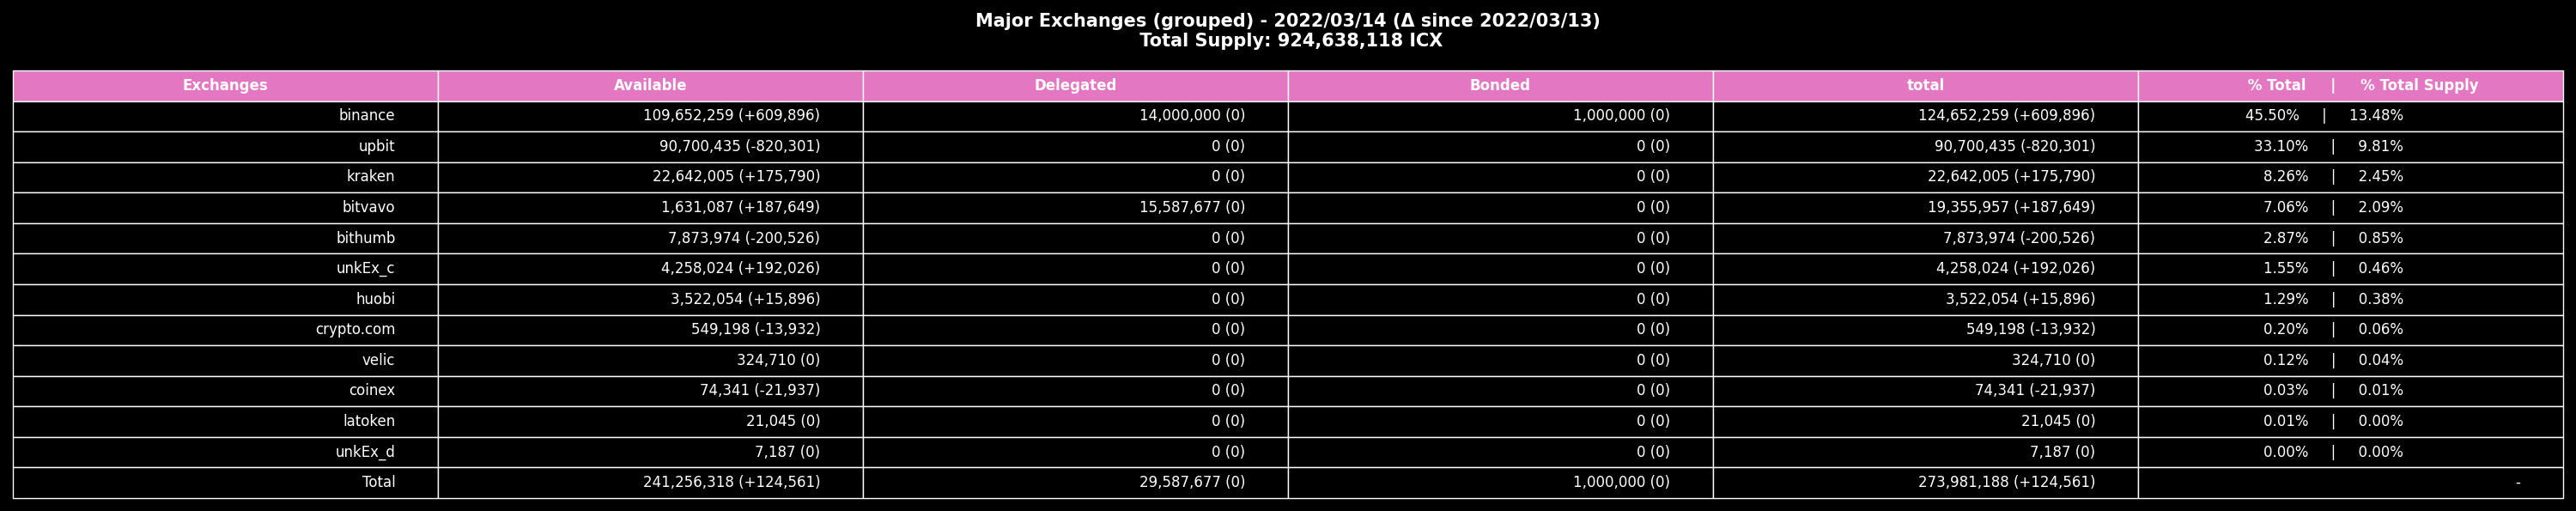 Major Exchanges (grouped) - 2022/03/14 (Δ since 2022/03/13)
Total Supply: 924,638,118 ICX
Exchanges Available Delegated Bonded total % Total | % Total Supply
binance 109,652,259 (+609,896) 14,000,000 (0) 1,000,000 (0) 124,652,259 (+609,896) 45.50% | 13.48%
upbit 90,700,435 (-820,301) 0 (0) 0 (0) 90,700,435 (-820,301) 33.10% | 9.81%
kraken 22,642,005 (+175,790) 0 (0) 0 (0) 22,642,005 (+175,790) 8.26% | 2.45%
bitvavo 1,631,087 (+187,649) 15,587,677 (0) 0 (0) 19,355,957 (+187,649) 7.06% | 2.09%
bithumb 7,873,974 (-200,526) 0 (0) 0 (0) 7,873,974 (-200,526) 2.87% | 0.85%
unkEx_c 4,258,024 (+192,026) 0 (0) 0 (0) 4,258,024 (+192,026) 1.55% | 0.46%
huobi 3,522,054 (+15,896) 0 (0) 0 (0) 3,522,054 (+15,896) 1.29% | 0.38%
crypto.com 549,198 (-13,932) 0 (0) 0 (0) 549,198 (-13,932) 0.20% | 0.06%
velic 324,710 (0) 0 (0) 0 (0) 324,710 (0) 0.12% | 0.04%
coinex 74,341 (-21,937) 0 (0) 0 (0) 74,341 (-21,937) 0.03% | 0.01%
latoken 21,045 (0) 0 (0) 0 (0) 21,045 (0) 0.01% | 0.00%
unkEx_d 7,187 (0) 0 (0) 0 (0) 7,187 (0) 0.00% | 0.00%
Total 241,256,318 (+124,561) 29,587,677 (0) 1,000,000 (0) 273,981,188 (+124,561) -